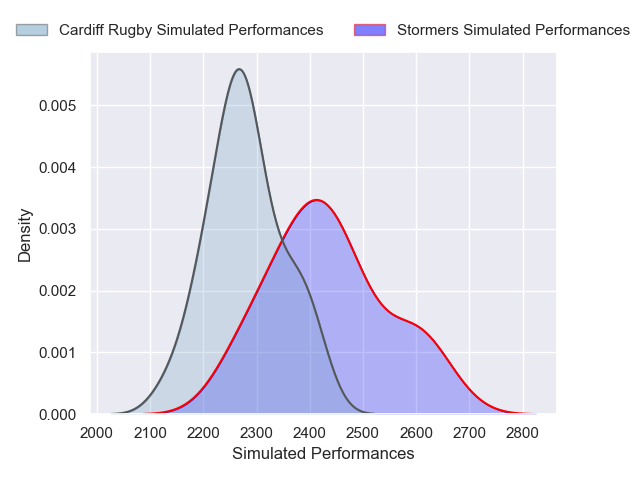 Cardiff Rugby Simulated Performances
Stormers Simulated Performances
Density
0.005
0.004
0.003
0.002
0.001
0.000
2000 2100 2200 2300 2400 2500 2600 2700 2800
Simulated Performances